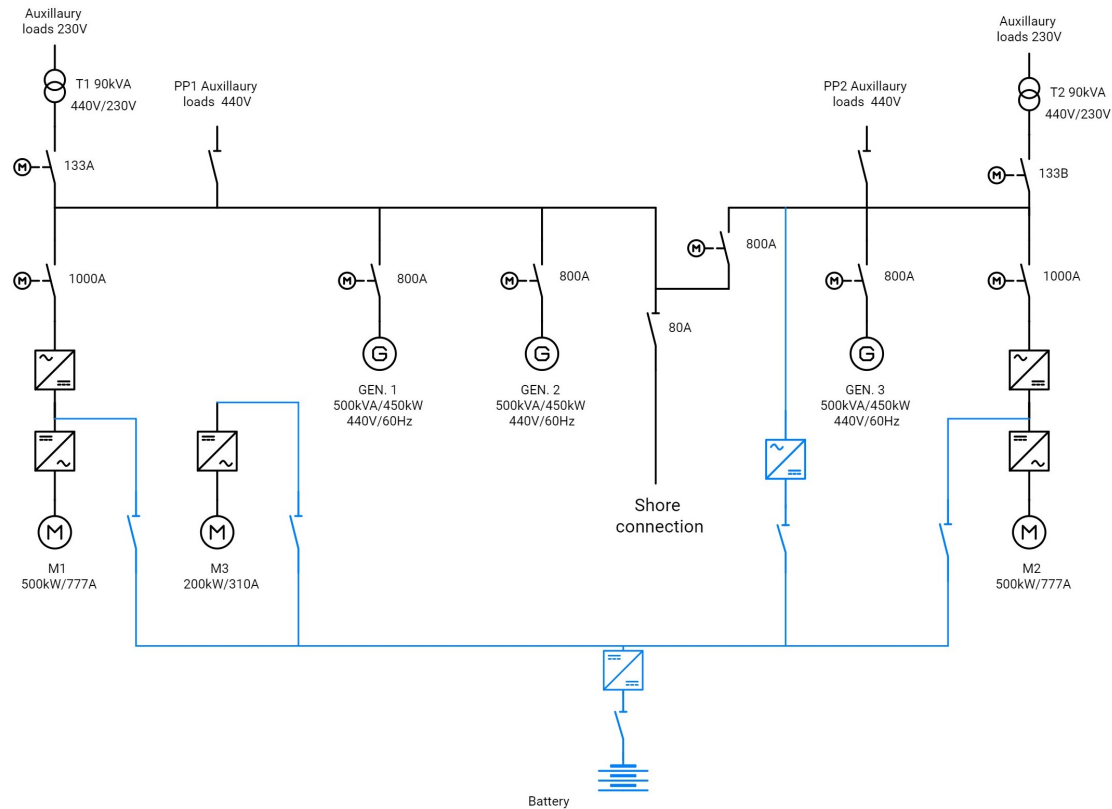 Auxillaury
loads 230V
T1 90kVA
440V/230V
PP1 Auxillaury
loads 440V
PP2 Auxillaury
loads 440V
Auxillaury
loads 230V
T2 90kVA
440V/230V
M
133A
M
133B
M
1000A
M
800A
M
800A
M
800A
80A
M
800A
M
1000A
G
GEN. 1
500kVA/450kW
440V/60Hz
G
GEN. 2
500kVA/450kW
440V/60Hz
G
GEN. 3
500kVA/450kW
440V/60Hz
Shore
connection
M
M1
500kW/777A
M
M3
200kW/310A
M
M2
500kW/777A
Battery